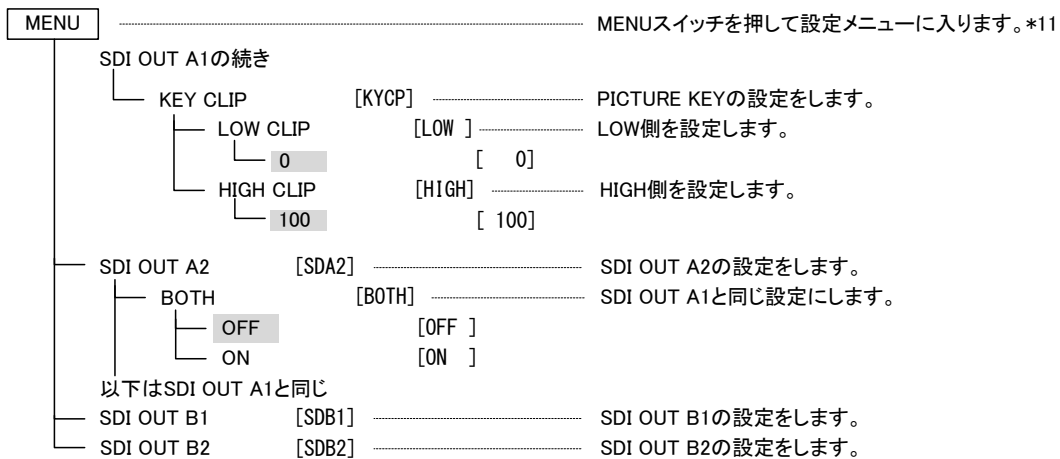 MENU MENUスイッチを押して設定メニューに入ります。*11
SDI OUT A1の続き
KEY CLIP [KYCP] PICTURE KEYの設定をします。
LOW CLIP [LOW ] LOW側を設定します。
0 [   0]
HIGH CLIP [HIGH] HIGH側を設定します。
100 [ 100]
SDI OUT A2 [SDA2] SDI OUT A2の設定をします。
BOTH [BOTH] SDI OUT A1と同じ設定にします。
OFF [OFF ]
ON [ON  ]
以下はSDI OUT A1と同じ
SDI OUT B1 [SDB1] SDI OUT B1の設定をします。
SDI OUT B2 [SDB2] SDI OUT B2の設定をします。